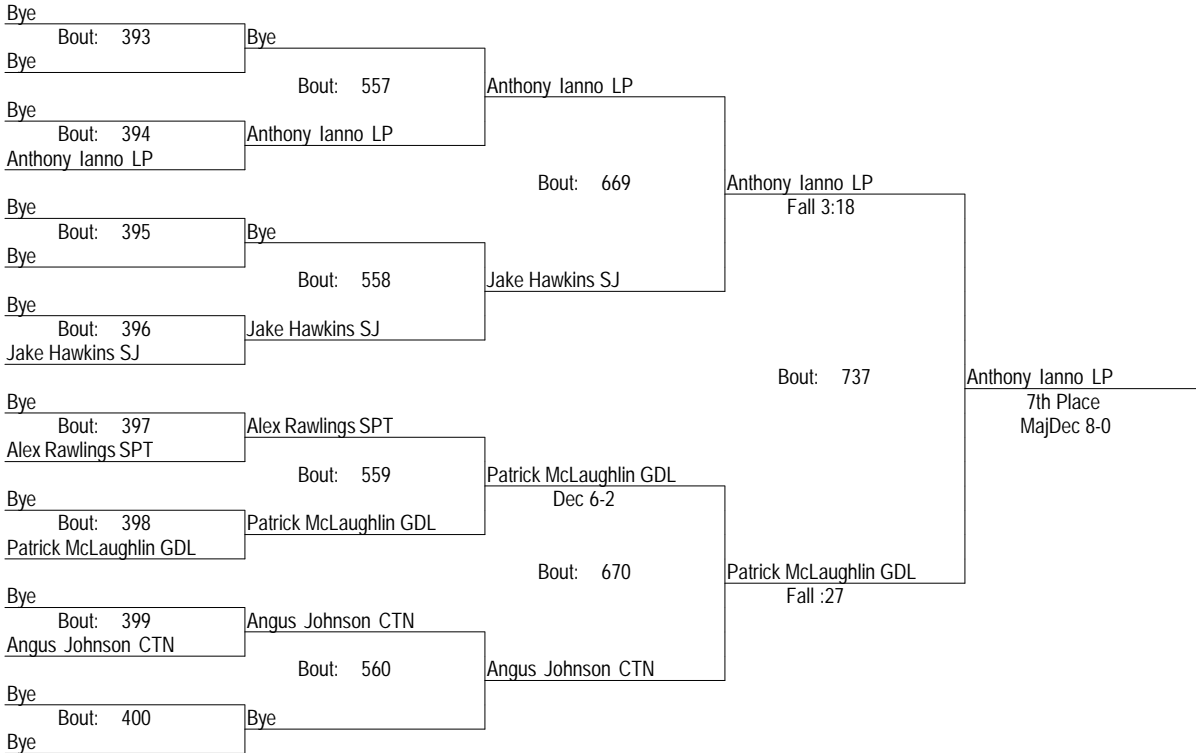 Bye
Bout: 393
Bye
Bye
Bout: 557
Anthony Ianno LP
Bye
Bout: 394
Anthony Ianno LP
Anthony Ianno LP
Bout: 669
Anthony Ianno LP
Fall 3:18
Bye
Bout: 395
Bye
Bye
Bout: 558
Jake Hawkins SJ
Bye
Bout: 396
Jake Hawkins SJ
Jake Hawkins SJ
Bout: 737
Anthony Ianno LP
7th Place
MajDec 8-0
Bye
Bout: 397
Alex Rawlings SPT
Alex Rawlings SPT
Bout: 559
Patrick McLaughlin GDL
Dec 6-2
Bye
Bout: 398
Patrick McLaughlin GDL
Patrick McLaughlin GDL
Bout: 670
Patrick McLaughlin GDL
Fall :27
Bye
Bout: 399
Angus Johnson CTN
Angus Johnson CTN
Bout: 560
Angus Johnson CTN
Bye
Bout: 400
Bye
Bye